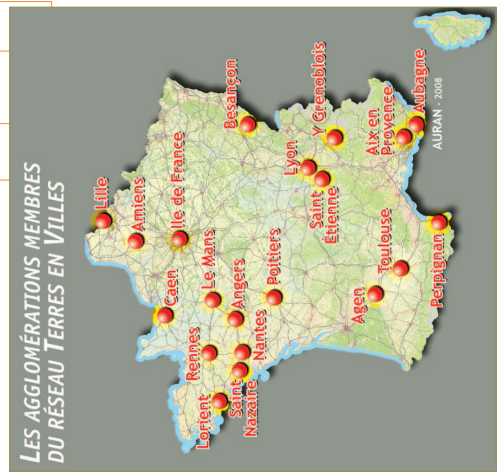 LES AGGLOMÉRATIONS MEMBRES
DU RÉSEAU TERRES EN VILLES
Lille
Amiens
Ile de France
Caen
Rennes
Le Mans
Lorient
Angers
Saint
Nazaire
Nantes
Poitiers
Besançon
Lyon
Saint
Étienne
Y Grenoblois
Agen
Toulouse
Aix en
Provence
Aubagne
Perpignan
AURAN - 2008